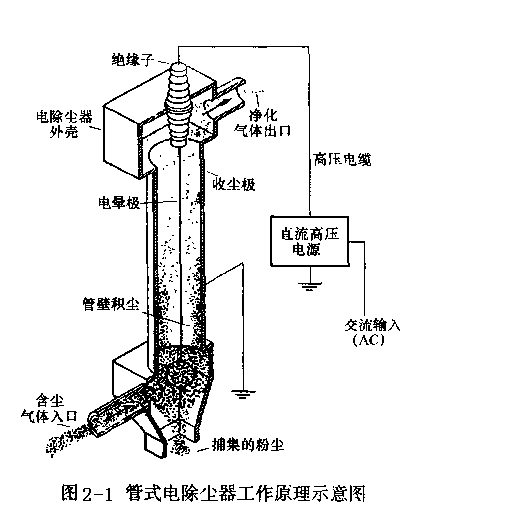 绝缘子
电除尘器
外壳
净化
气体出口
高压电缆
收尘极
电晕极
直流高压
电源
管壁积尘
交流输入
(AC)
含尘
气体入口
捕集的粉尘
图2-1 管式电除尘器工作原理示意图